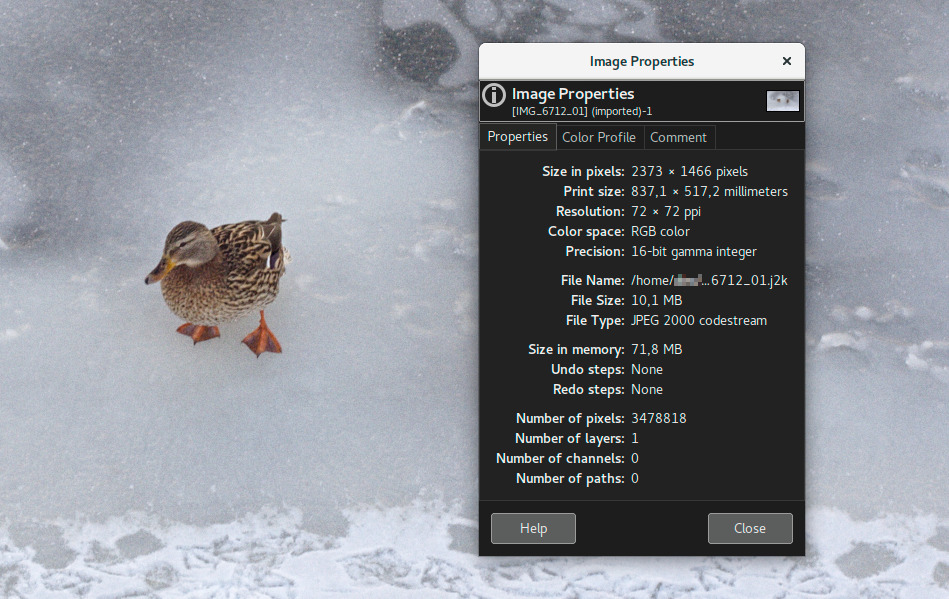 Image Properties
Image Properties
[IMG_6712_01] (imported)-1
Properties Color Profile Comment
Size in pixels: 2373 × 1466 pixels
Print size: 837,1 × 517,2 millimeters
Resolution: 72 × 72 ppi
Color space: RGB color
Precision: 16-bit gamma integer
File Name: /home/ ...6712_01.j2k
File Size: 10,1 MB
File Type: JPEG 2000 codestream
Size in memory: 71,8 MB
Undo steps: None
Redo steps: None
Number of pixels: 3478818
Number of layers: 1
Number of channels: 0
Number of paths: 0
Help Close